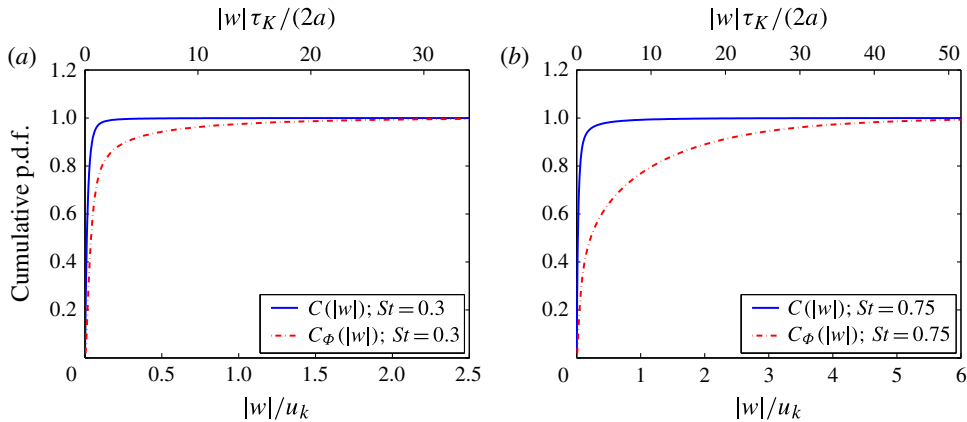 |w| τ_K/(2a)
|w| τ_K/(2a)
(a) 0 10 20 30
(b) 0 10 20 30 40 50
1.2
1.0
0.8
0.6
0.4
0.2
Cumulative p.d.f.
C(|w|); St = 0.3
C_Φ(|w|); St = 0.3
0 0.5 1.0 1.5 2.0 2.5
|w|/u_k
1.2
1.0
0.8
0.6
0.4
0.2
C(|w|); St = 0.75
C_Φ(|w|); St = 0.75
0 1 2 3 4 5 6
|w|/u_k